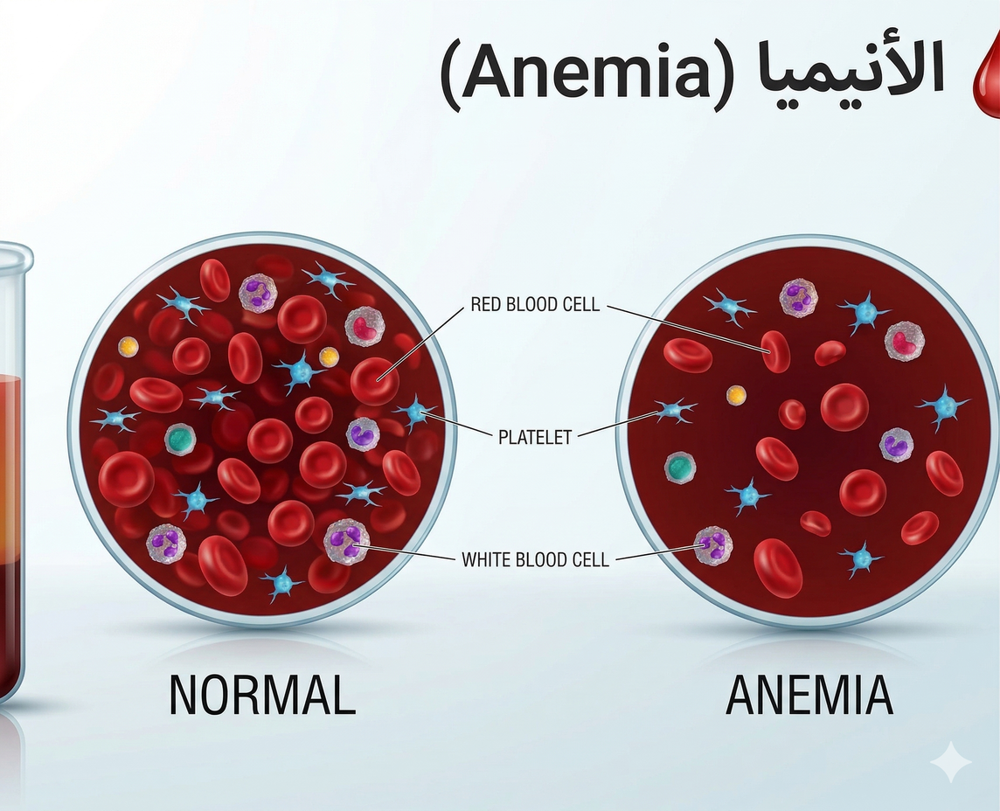 الأنيميا (Anemia)
RED BLOOD CELL
PLATELET
WHITE BLOOD CELL
NORMAL
ANEMIA